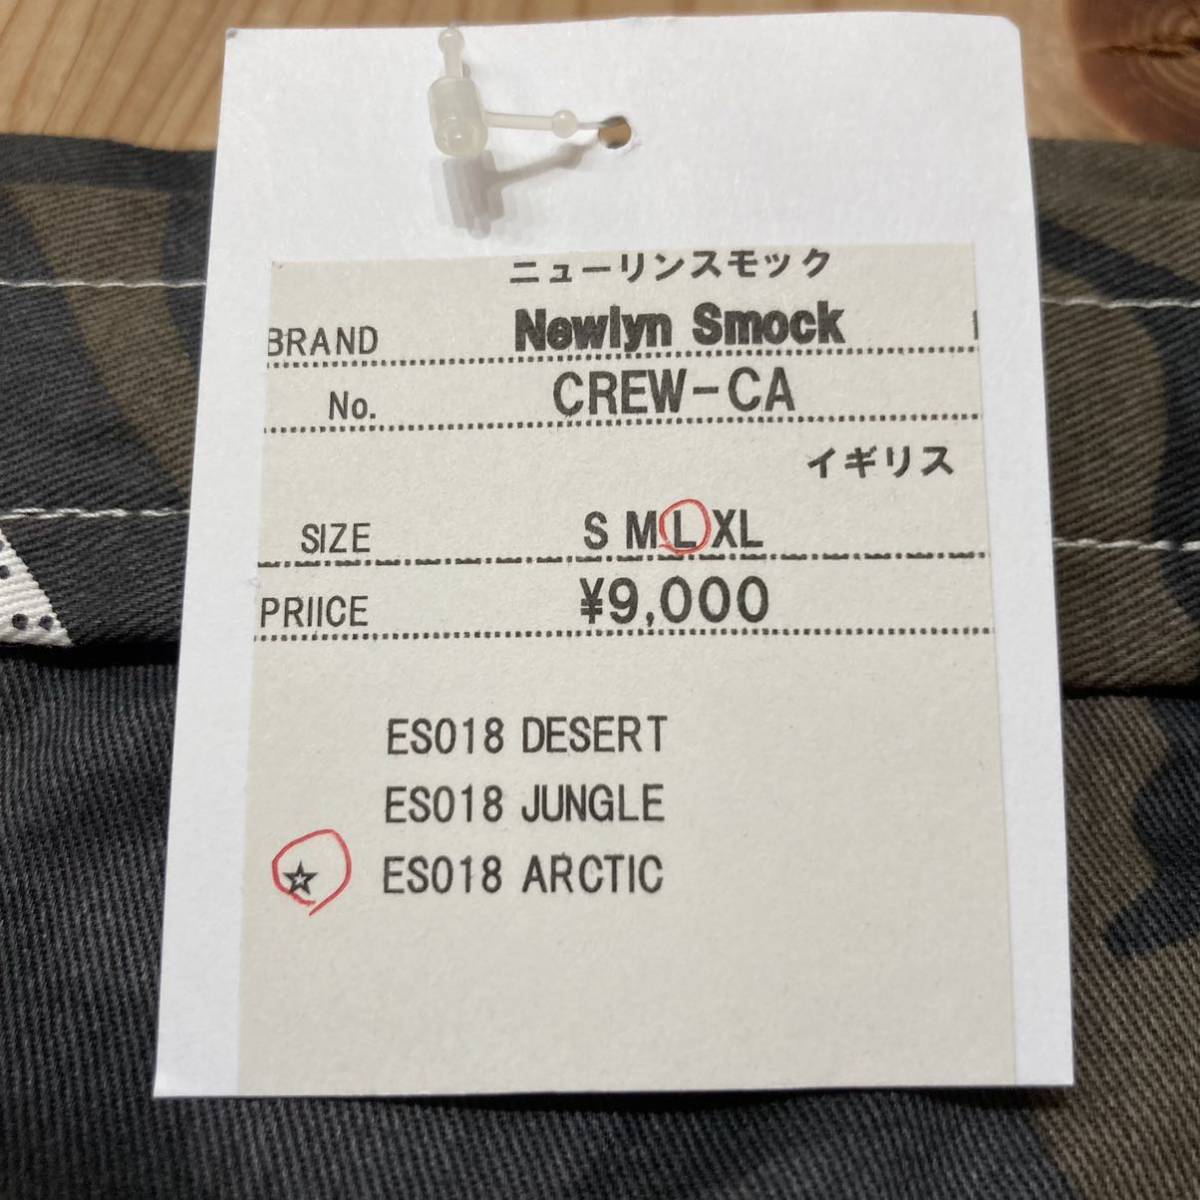 ニューリンスモック
BRAND Newlyn Smock
No. CREW-CA
イギリス
SIZE S M L XL
PRIICE ¥9,000
ES018 DESERT
ES018 JUNGLE
☆ ES018 ARCTIC